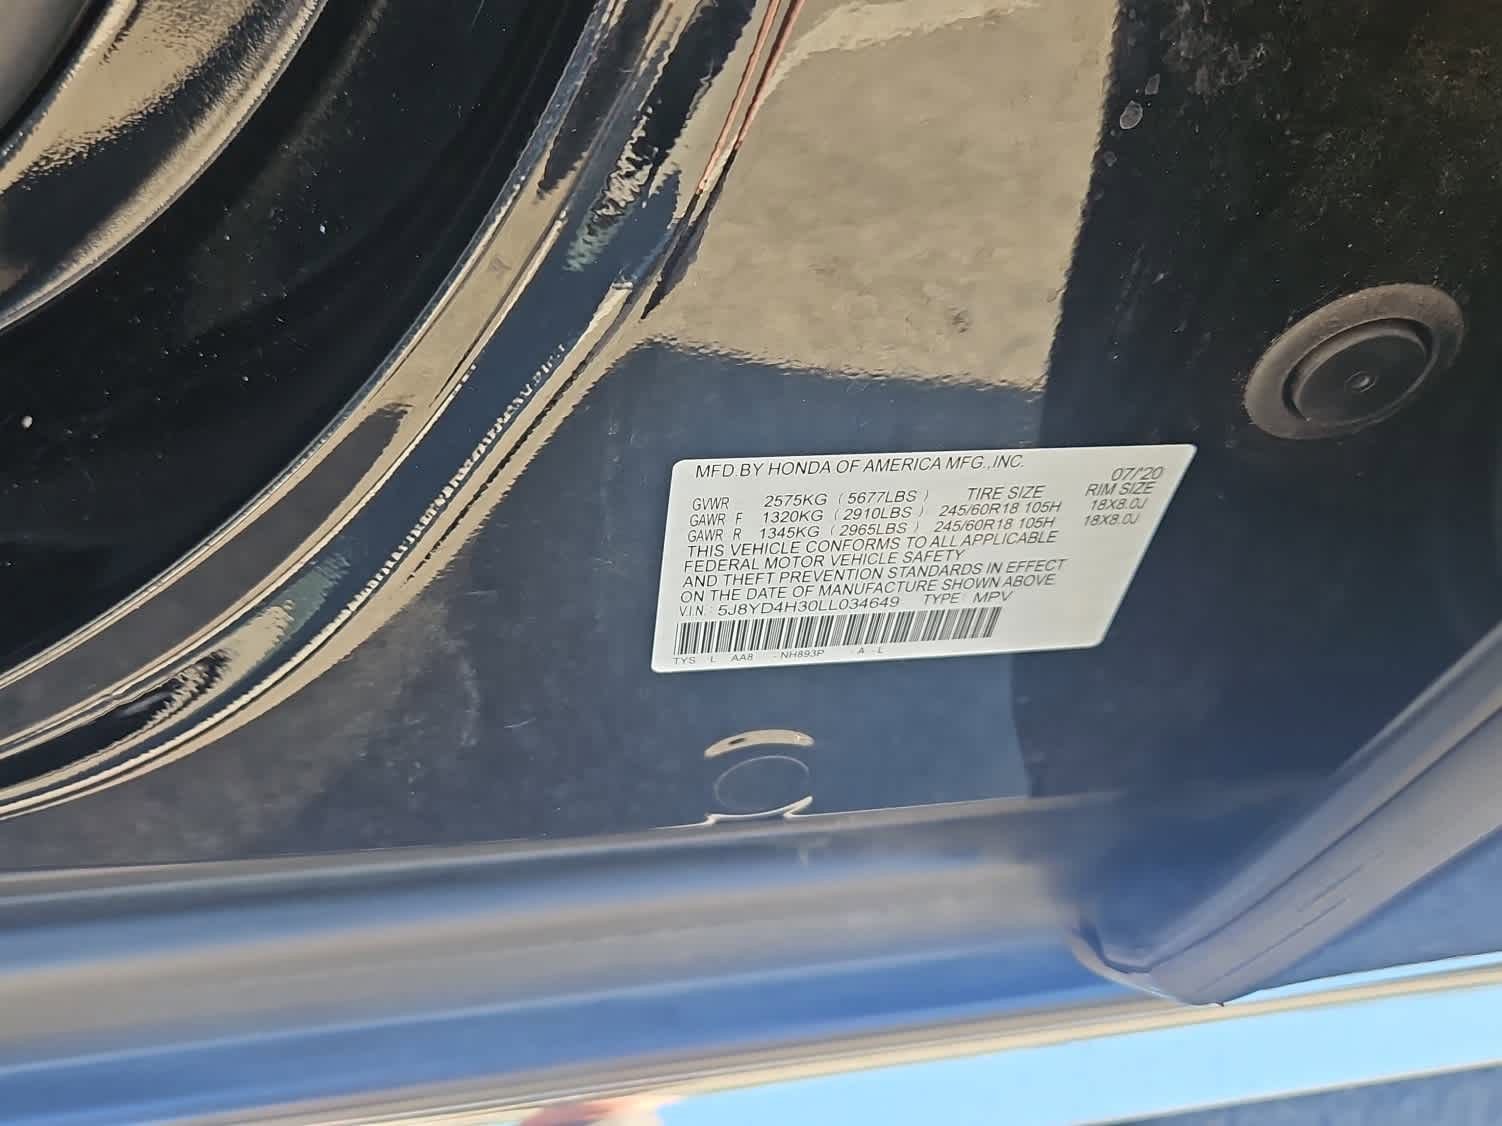 MFD.BY HONDA OF AMERICA MFG.,INC.
07/'20
GVWR 2575KG (5677LBS) TIRE SIZE RIM SIZE
GAWR F 1320KG (2910LBS) 245/60R18 105H 18X8.0J
GAWR R 1345KG (2965LBS) 245/60R18 105H 18X8.0J
THIS VEHICLE CONFORMS TO ALL APPLICABLE
FEDERAL MOTOR VEHICLE SAFETY
AND THEFT PREVENTION STANDARDS IN EFFECT
ON THE DATE OF MANUFACTURE SHOWN ABOVE
VIN: 5J8YD4H30LL034649 TYPE: MPV
TYS L AA8 -NH893P -A -L